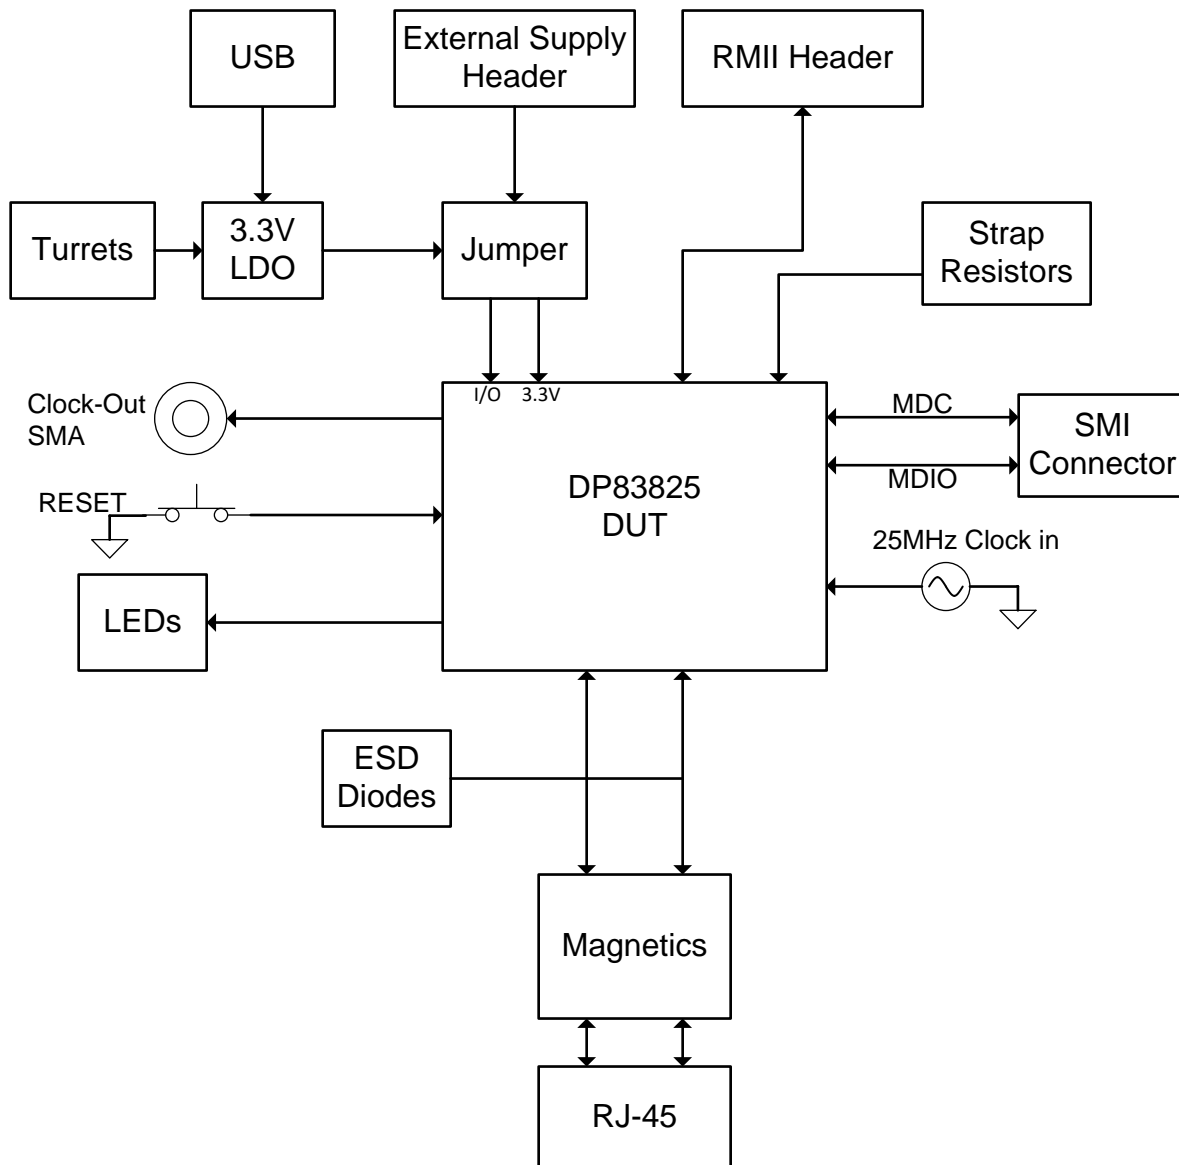 USB
External Supply
Header
RMII Header
Turrets
3.3V
LDO
Jumper
Strap
Resistors
I/O
3.3V
Clock-Out
SMA
MDC
SMI
Connector
MDIO
DP83825
DUT
RESET
25MHz Clock in
LEDs
ESD
Diodes
Magnetics
RJ-45